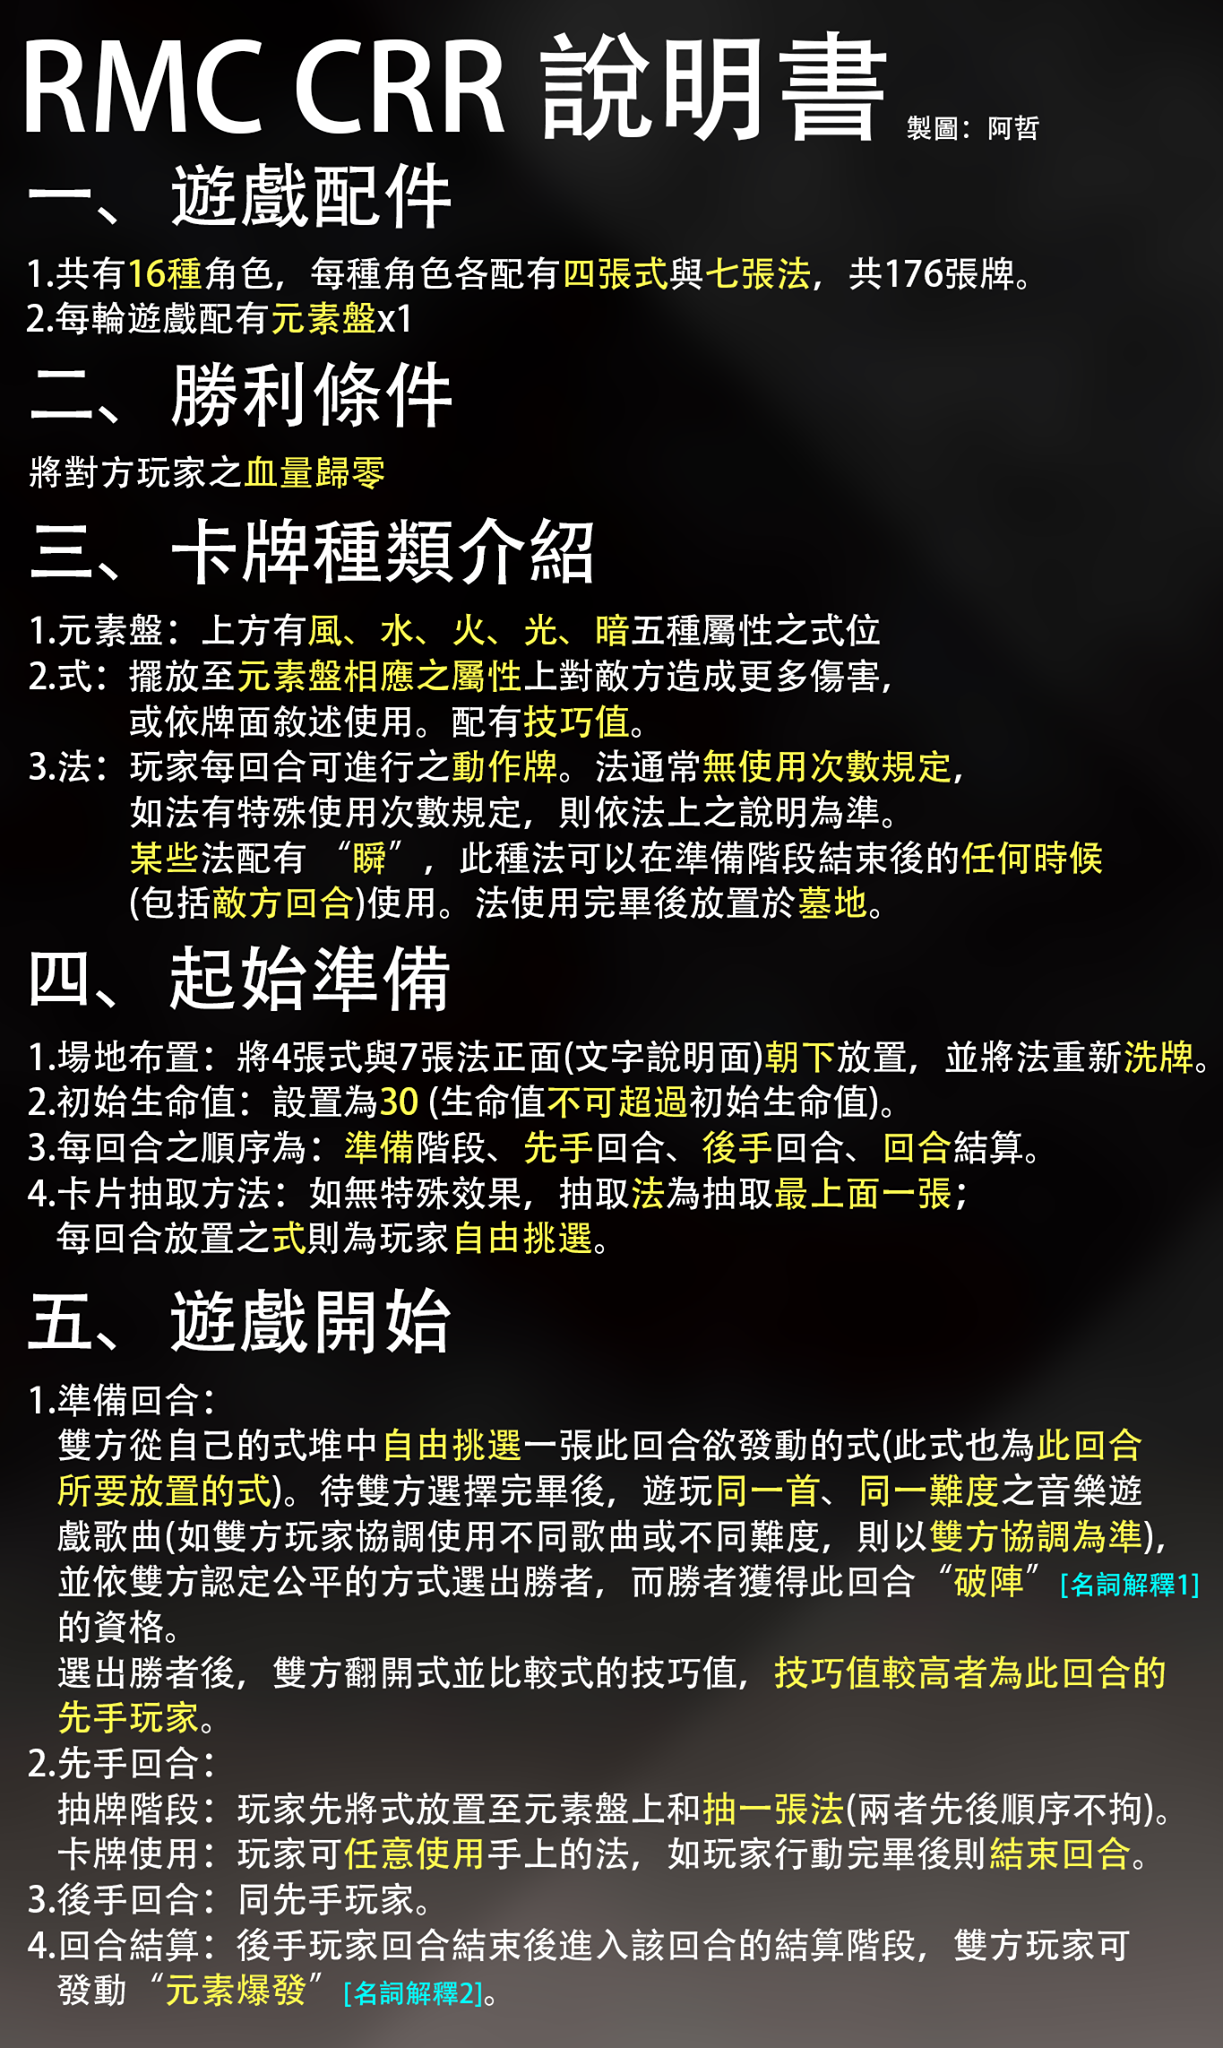 RMC CRR 說明書 製圖：阿哲
一、 遊戲配件
1.共有16種角色，每種角色各配有四張式與七張法，共176張牌。
2.每輪遊戲配有元素盤x1
二、 勝利條件
將對方玩家之血量歸零
三、 卡牌種類介紹
1.元素盤：上方有風、水、火、光、暗五種屬性之式位
2.式：擺放至元素盤相應之屬性上對敵方造成更多傷害，
或依牌面敘述使用。配有技巧值。
3.法：玩家每回合可進行之動作牌。法通常無使用次數規定，
如法有特殊使用次數規定，則依法上之說明為準。
某些法配有 “瞬”，此種法可以在準備階段結束後的任何時候
(包括敵方回合)使用。法使用完畢後放置於墓地。
四、 起始準備
1.場地布置：將4張式與7張法正面(文字說明面)朝下放置，並將法重新洗牌。
2.初始生命值：設置為30 (生命值不可超過初始生命值)。
3.每回合之順序為：準備階段、先手回合、後手回合、回合結算。
4.卡片抽取方法：如無特殊效果，抽取法為抽取最上面一張；
每回合放置之式則為玩家自由挑選。
五、 遊戲開始
1.準備回合：
雙方從自己的式堆中自由挑選一張此回合欲發動的式(此式也為此回合
所要放置的式)。待雙方選擇完畢後，遊玩同一首、同一難度之音樂遊
戲歌曲(如雙方玩家協調使用不同歌曲或不同難度，則以雙方協調為準)，
並依雙方認定公平的方式選出勝者，而勝者獲得此回合 “破陣” [名詞解釋1]
的資格。
選出勝者後，雙方翻開式並比較式的技巧值，技巧值較高者為此回合的
先手玩家。
2.先手回合：
抽牌階段：玩家先將式放置至元素盤上和抽一張法(兩者先後順序不拘)。
卡牌使用：玩家可任意使用手上的法，如玩家行動完畢後則結束回合。
3.後手回合：同先手玩家。
4.回合結算：後手玩家回合結束後進入該回合的結算階段，雙方玩家可
發動 “元素爆發” [名詞解釋2]。